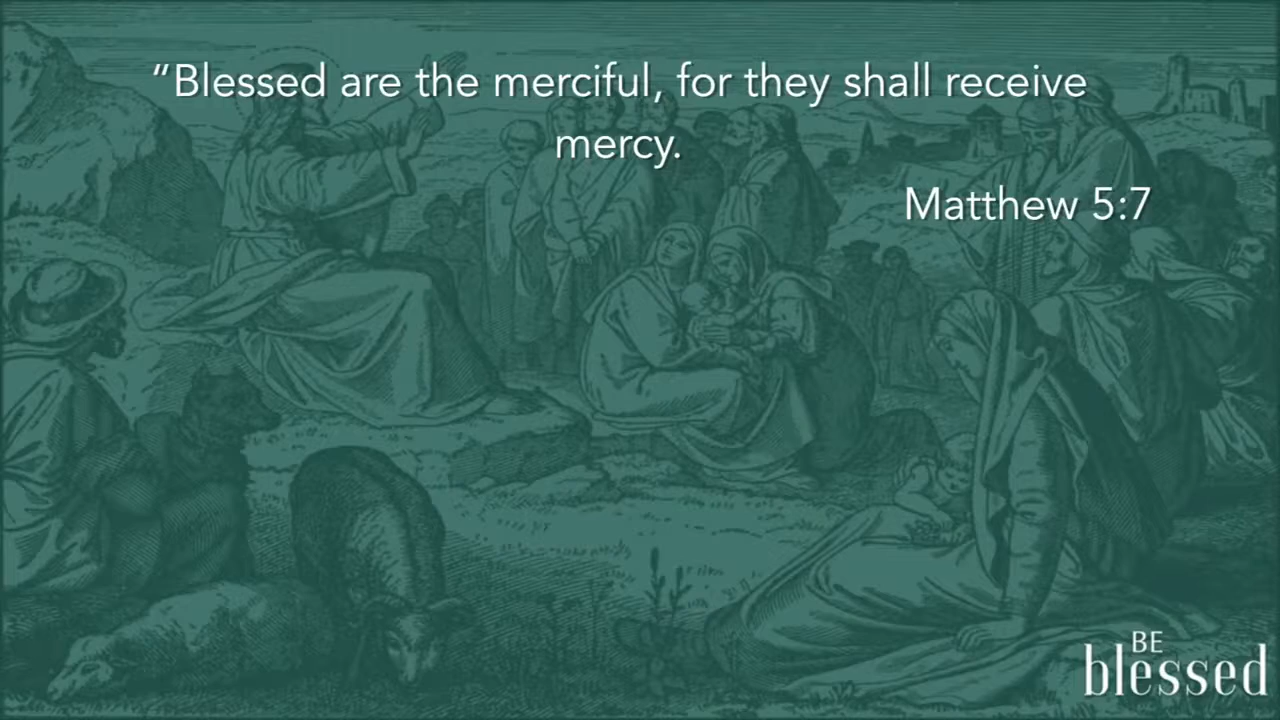 “Blessed are the merciful, for they shall receive
mercy.
Matthew 5:7
BE
blessed